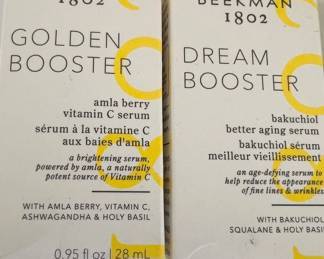 1802
GOLDEN
BOOSTER
amla berry
vitamin C serum
sérum à la vitamine C
aux baies d'amla
a brightening serum,
powered by amla, a naturally
potent source of Vitamin C
WITH AMLA BERRY, VITAMIN C,
ASHWAGANDHA & HOLY BASIL
0.95 fl oz | 28 mL
BEEKMAN
1802
DREAM
BOOSTER
bakuchiol
better aging serum
bakuchiol sérum
meilleur vieillissement
an age-defying serum to
help reduce the appearance
of fine lines & wrinkles
WITH BAKUCHIOL,
SQUALANE & HOLY BASIL